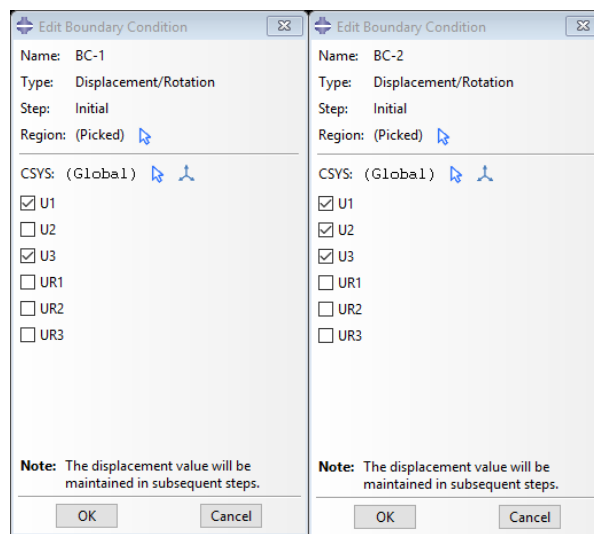 Edit Boundary Condition
Name: BC-1
Type: Displacement/Rotation
Step: Initial
Region: (Picked)
CSYS: (Global)
U1
U2
U3
UR1
UR2
UR3
Note: The displacement value will be
maintained in subsequent steps.
OK Cancel
Edit Boundary Condition
Name: BC-2
Type: Displacement/Rotation
Step: Initial
Region: (Picked)
CSYS: (Global)
U1
U2
U3
UR1
UR2
UR3
Note: The displacement value will be
maintained in subsequent steps.
OK Cancel